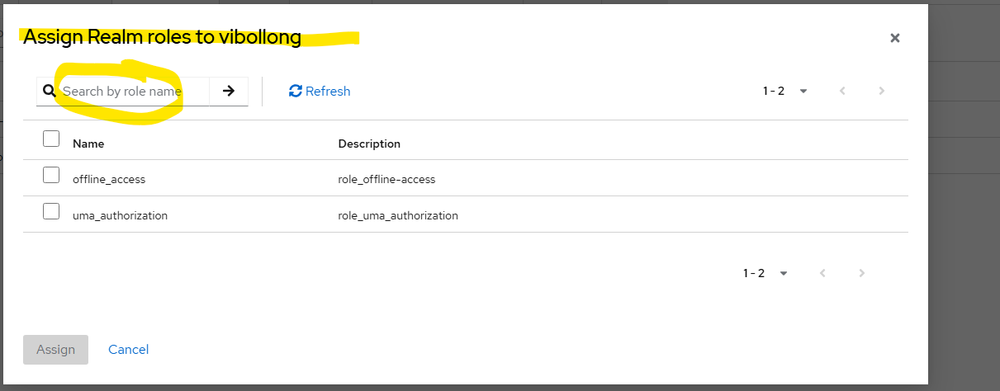 Assign Realm roles to vibollong
Search by role name
Refresh
1 - 2
Name Description
offline_access role_offline-access
uma_authorization role_uma_authorization
1 - 2
Assign Cancel